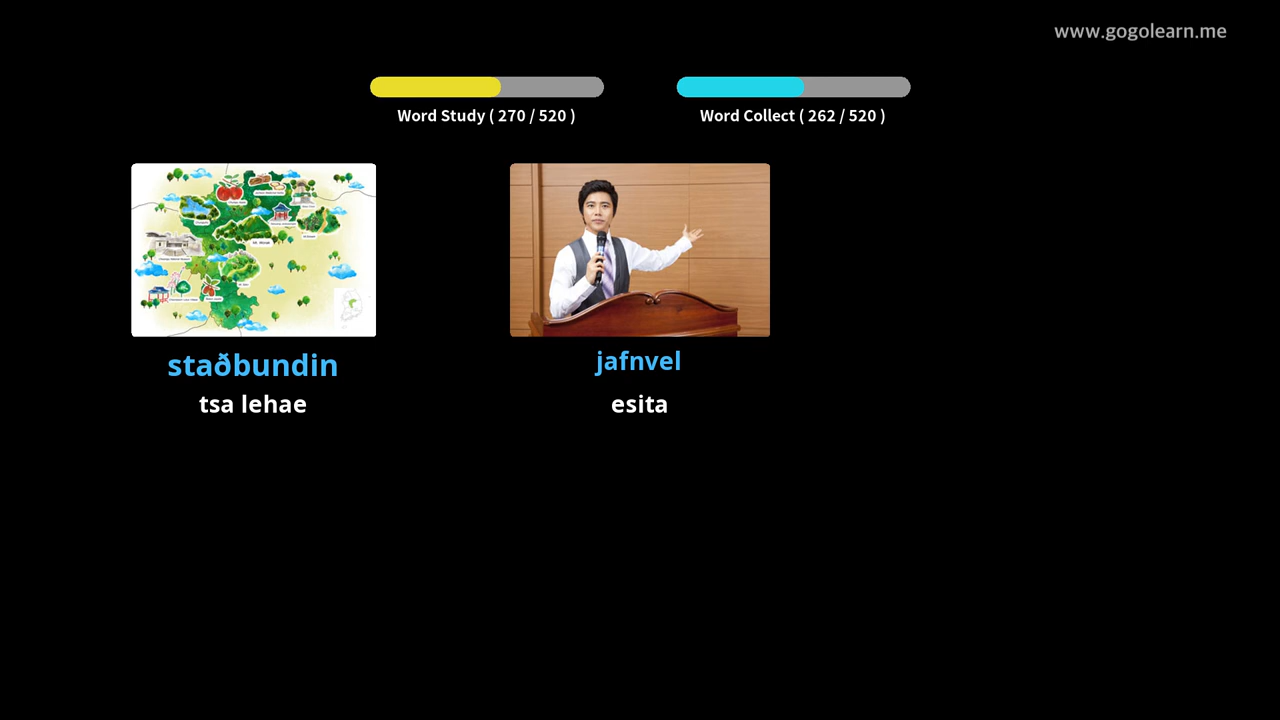 www.gogolearn.me
Word Study ( 270 / 520 )
Word Collect ( 262 / 520 )
staðbundin
tsa lehae
jafnvel
esita